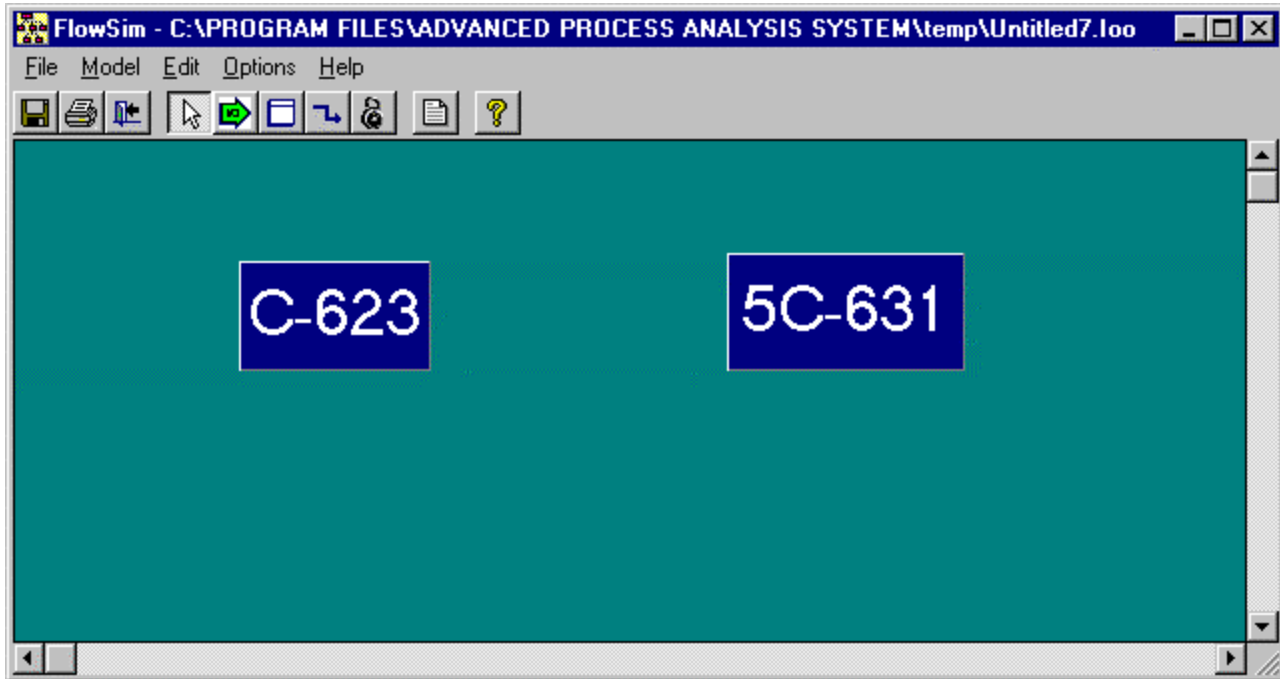 FlowSim - C:\PROGRAM FILES\ADVANCED PROCESS ANALYSIS SYSTEM\temp\Untitled7.loo
File Model Edit Options Help
I/O
?
C-623
5C-631